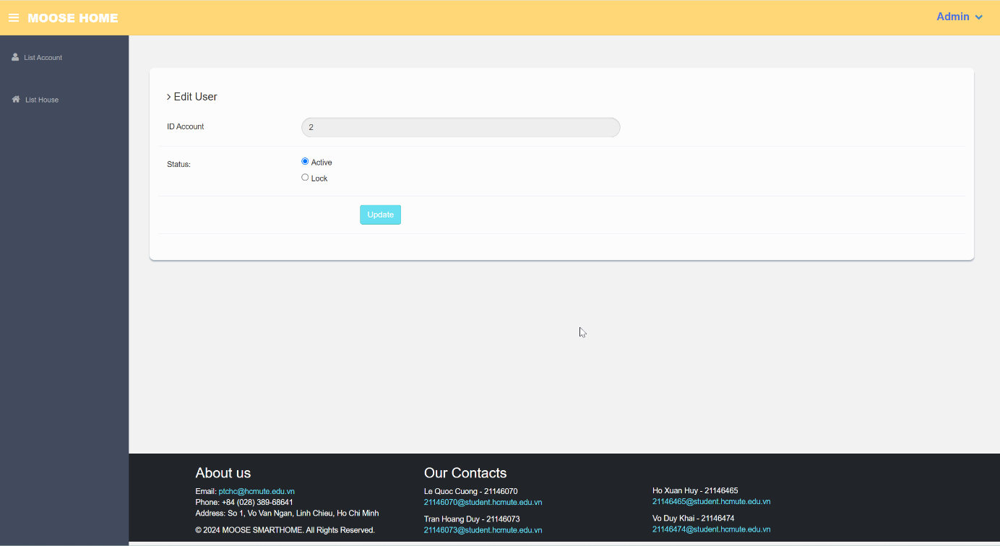 MOOSE HOME
Admin
List Account
List House
Edit User
ID Account
2
Status:
Active
Lock
Update
About us
Email: ptchc@hcmute.edu.vn
Phone: +84 (028) 389-68641
Address: So 1, Vo Van Ngan, Linh Chieu, Ho Chi Minh
© 2024 MOOSE SMARTHOME. All Rights Reserved.
Our Contacts
Le Quoc Cuong - 21146070
21146070@student.hcmute.edu.vn
Tran Hoang Duy - 21146073
21146073@student.hcmute.edu.vn
Ho Xuan Huy - 21146465
21146465@student.hcmute.edu.vn
Vo Duy Khai - 21146474
21146474@student.hcmute.edu.vn